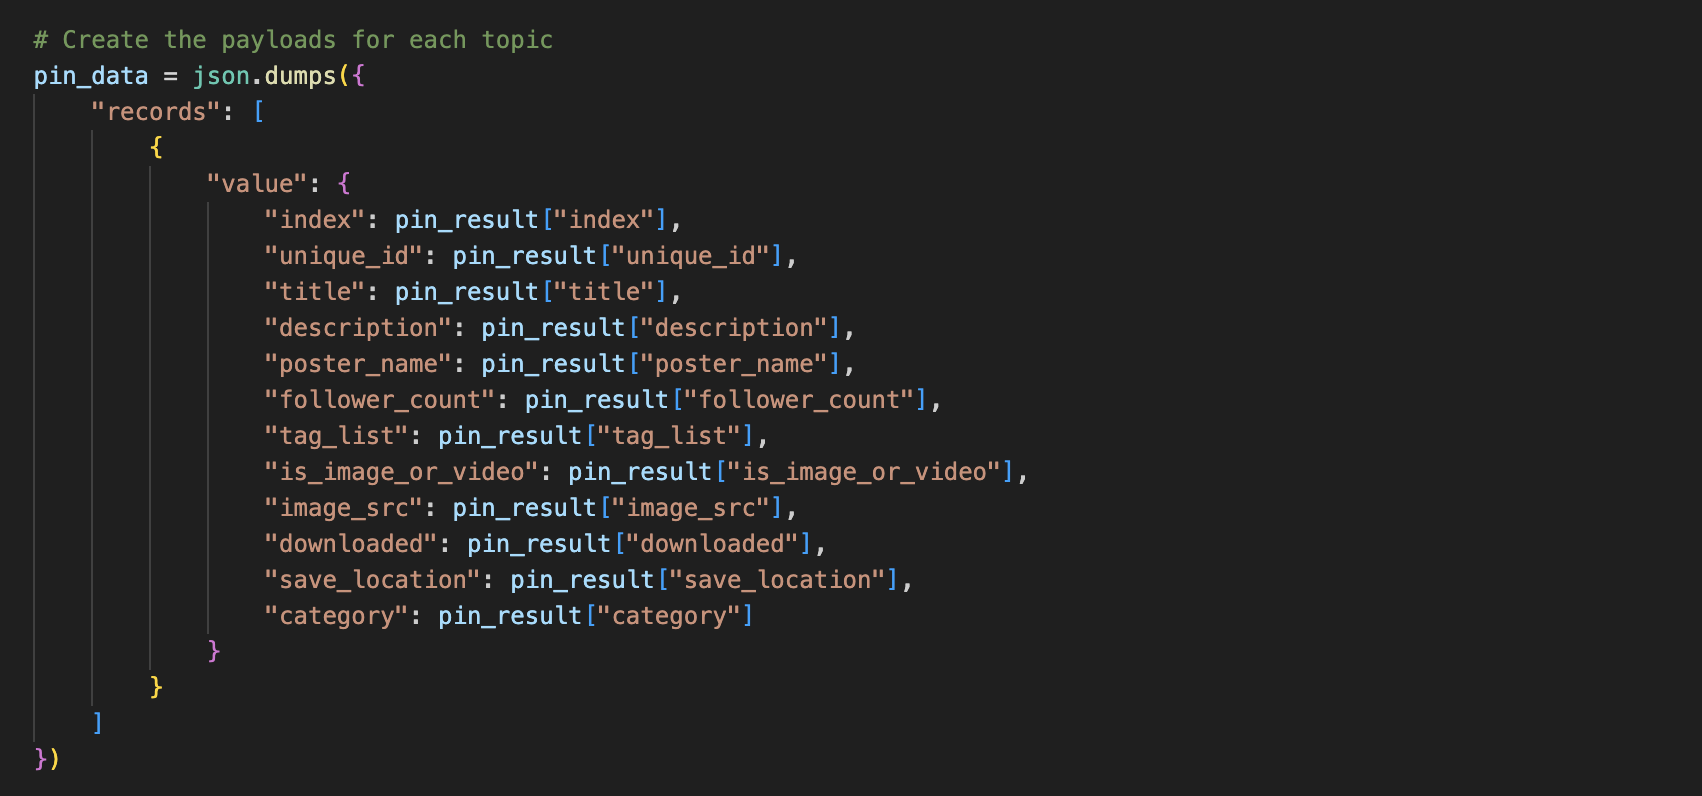 # Create the payloads for each topic
pin_data = json.dumps({
    "records": [
        {
            "value": {
                "index": pin_result["index"],
                "unique_id": pin_result["unique_id"],
                "title": pin_result["title"],
                "description": pin_result["description"],
                "poster_name": pin_result["poster_name"],
                "follower_count": pin_result["follower_count"],
                "tag_list": pin_result["tag_list"],
                "is_image_or_video": pin_result["is_image_or_video"],
                "image_src": pin_result["image_src"],
                "downloaded": pin_result["downloaded"],
                "save_location": pin_result["save_location"],
                "category": pin_result["category"]
            }
        }
    ]
})